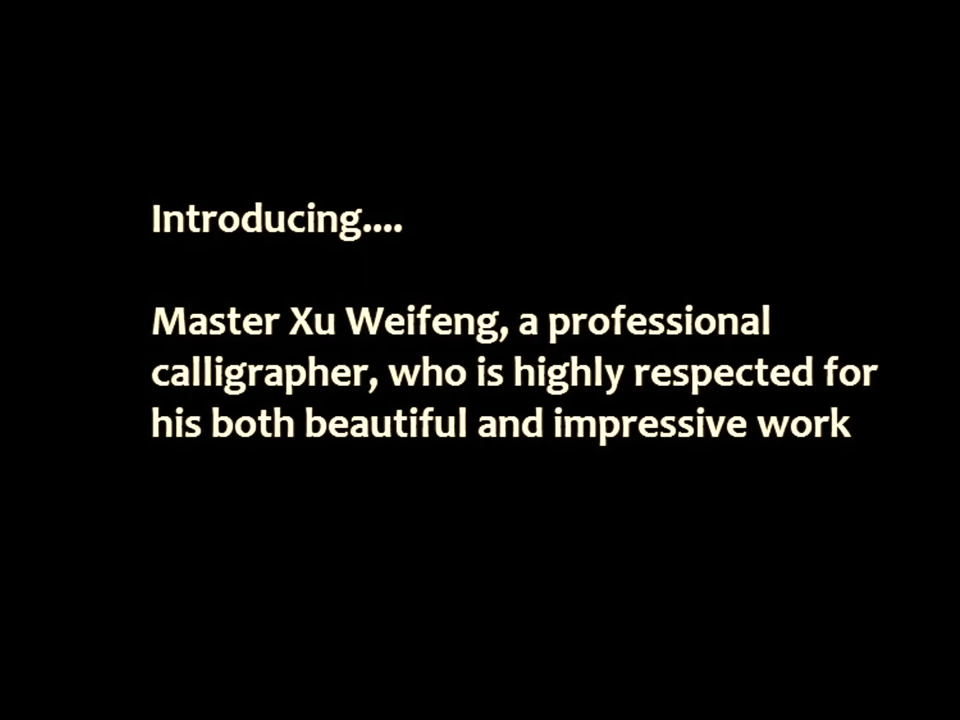 Introducing....
Master Xu Weifeng, a professional
calligrapher, who is highly respected for
his both beautiful and impressive work